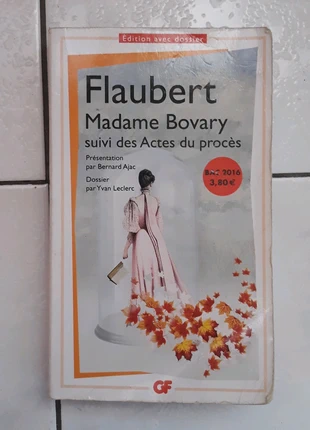 Édition avec dossier
Flaubert
Madame Bovary
suivi des Actes du procès
Présentation
par Bernard Ajac
Dossier
par Yvan Leclerc
BAC 2016
3,80 €
GF